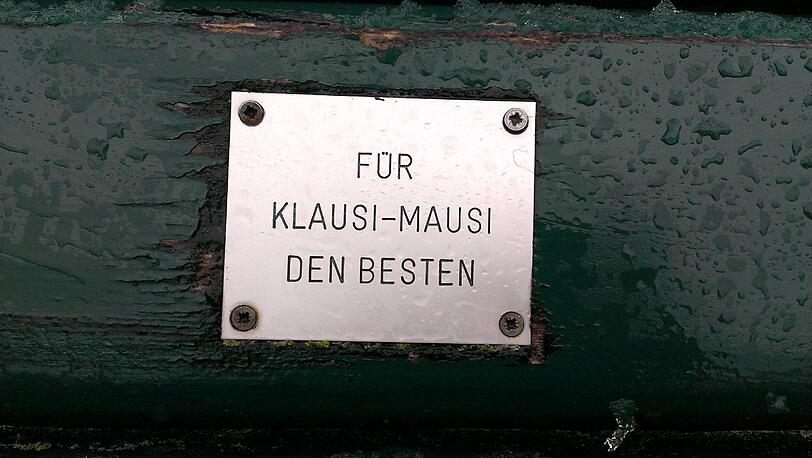 FÜR
KLAUSI-MAUSI
DEN BESTEN